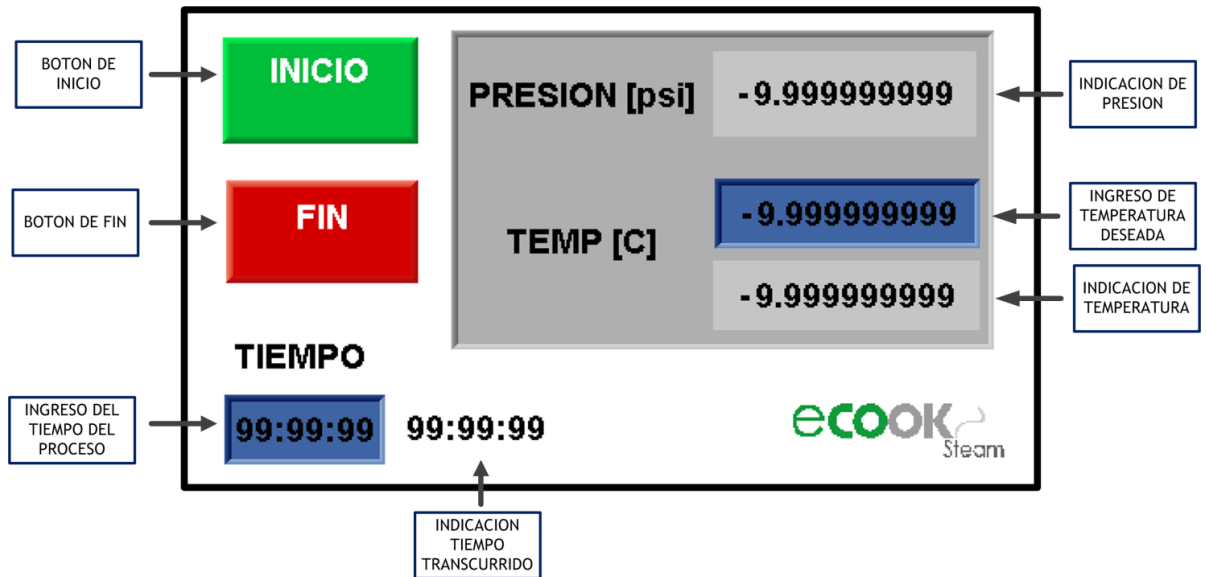 BOTON DE
INICIO
INICIO
PRESION [psi]
-9.999999999
INDICACION DE
PRESION
BOTON DE FIN
FIN
TEMP [C]
-9.999999999
INGRESO DE
TEMPERATURA
DESEADA
-9.999999999
INDICACION DE
TEMPERATURA
TIEMPO
INGRESO DEL
TIEMPO DEL
PROCESO
99:99:99
99:99:99
ecook
Steam
INDICACION
TIEMPO
TRANSCURRIDO